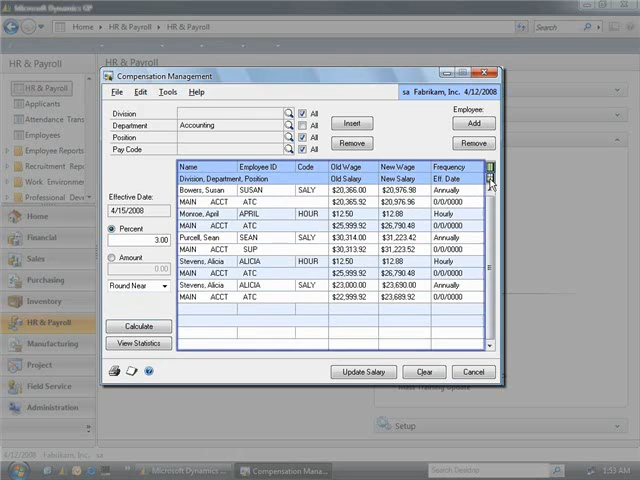 Microsoft Dynamics GP
Home HR & Payroll HR & Payroll
Search
HR & Payroll
HR & Payroll
Applicants
Attendance Trans
Employees
Employee Reports
Recruitment Repor
Work Environmen
Professional Devel
Home
Financial
Sales
Purchasing
Inventory
HR & Payroll
Manufacturing
Project
Field Service
Administration
Compensation Management
File Edit Tools Help
sa Fabrikam, Inc. 4/12/2008
Division All
Department Accounting All
Position All
Pay Code All
Insert
Remove
Employee:
Add
Remove
Name Employee ID Code Old Wage New Wage Frequency
Division, Department, Position Old Salary New Salary Eff. Date
Bowers, Susan SUSAN SALY $20,366.00 $20,976.98 Annually
MAIN ACCT ATC $20,365.92 $20,976.96 0/0/0000
Monroe, April APRIL HOUR $12.50 $12.88 Hourly
MAIN ACCT ATC $25,999.92 $26,790.48 0/0/0000
Purcell, Sean SEAN SALY $30,314.00 $31,223.42 Annually
MAIN ACCT SUP $30,313.92 $31,223.40 0/0/0000
Stevens, Alicia ALICIA HOUR $12.50 $12.88 Hourly
MAIN ACCT ATC $25,999.92 $26,790.48 0/0/0000
Stevens, Alicia ALICIA SALY $23,000.00 $23,690.00 Annually
MAIN ACCT ATC $22,999.92 $23,689.92 0/0/0000
Effective Date:
4/15/2008
Percent
3.00
Amount
0.00
Round Near
Calculate
View Statistics
Update Salary Clear Cancel
Mass Training Update
Setup
4/12/2008 Fabrikam, Inc. sa
Microsoft Dynamics ... Compensation Mana...
Search Desktop
1:53 AM